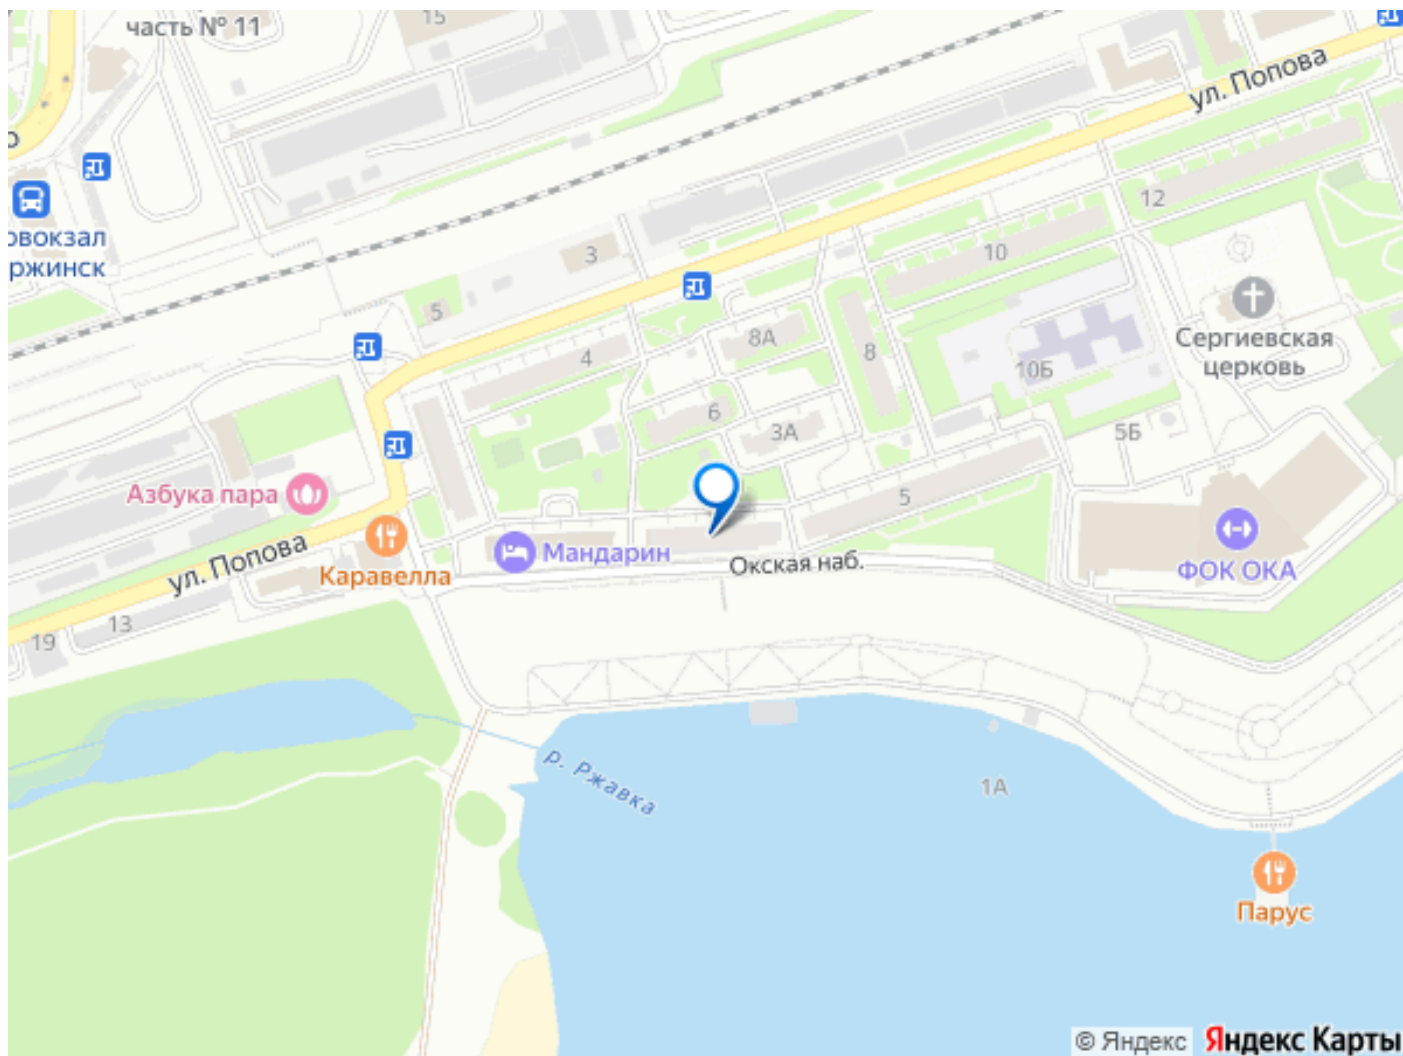 часть № 11
15
ул. Попова
о
12
овокзал
ржинск
3
10
5
Сергиевская
церковь
8А
4
8
10Б
6
3А
5Б
Азбука пара
5
ул. Попова
Каравелла
Мандарин
Окская наб.
ФОК ОКА
13
19
р. Ржавка
1А
Парус
© Яндекс Яндекс Карты